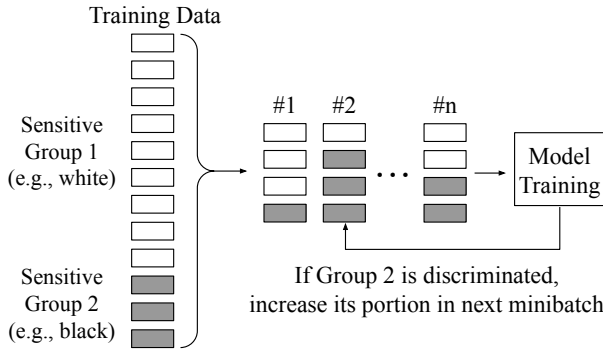 Training Data
Sensitive
Group 1
(e.g., white)
Sensitive
Group 2
(e.g., black)
#1
#2
#n
Model
Training
If Group 2 is discriminated,
increase its portion in next minibatch